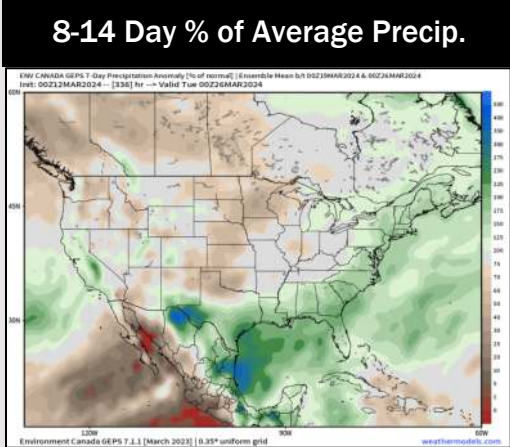 8-14 Day % of Average Precip.
ENV CANADA GEPS 7-Day Precipitation Anomaly [% of normal] | Ensemble Mean b/t 00Z19MAR2024 & 00Z26MAR2024
Init: 00Z12MAR2024 -- [336] hr --> Valid Tue 00Z26MAR2024
60N
45N
30N
120W
90W
60W
Environment Canada GEPS 7.1.1 [March 2023] | 0.35° uniform grid
weathermodels.com